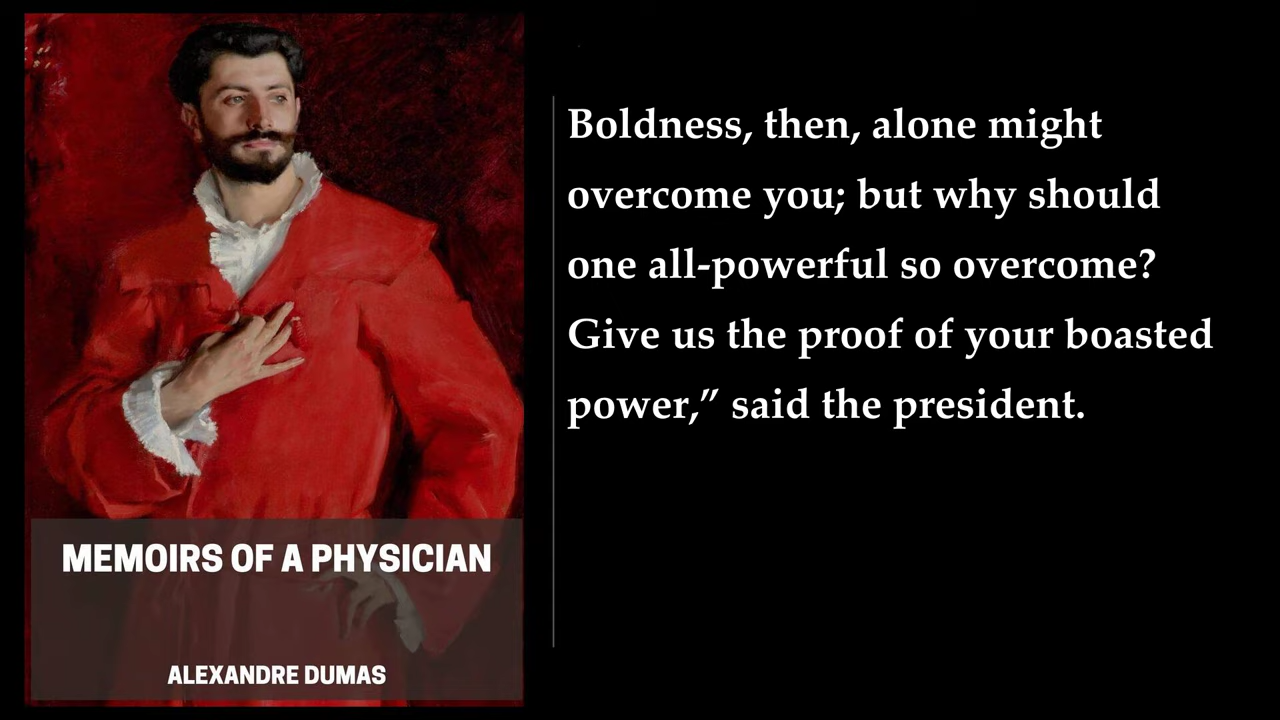 MEMOIRS OF A PHYSICIAN
ALEXANDRE DUMAS
Boldness, then, alone might
overcome you; but why should
one all-powerful so overcome?
Give us the proof of your boasted
power,” said the president.